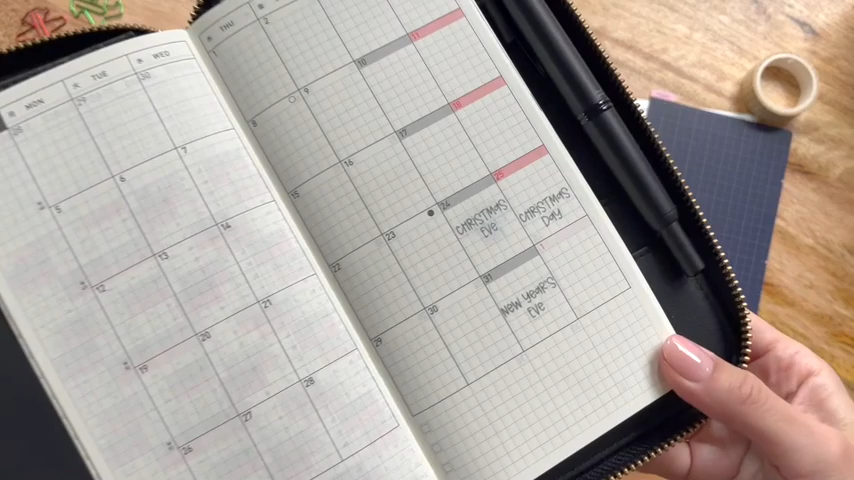 MON TUE WED
28 29 30
5 6 7
12 13 14
19 20 21
26 27 28
THU
1 2
8 9 10 11
15 16 17 18
22 23 24 25
CHRISTMAS EVE
CHRISTMAS DAY
29 30 31 1
NEW YEAR'S EVE